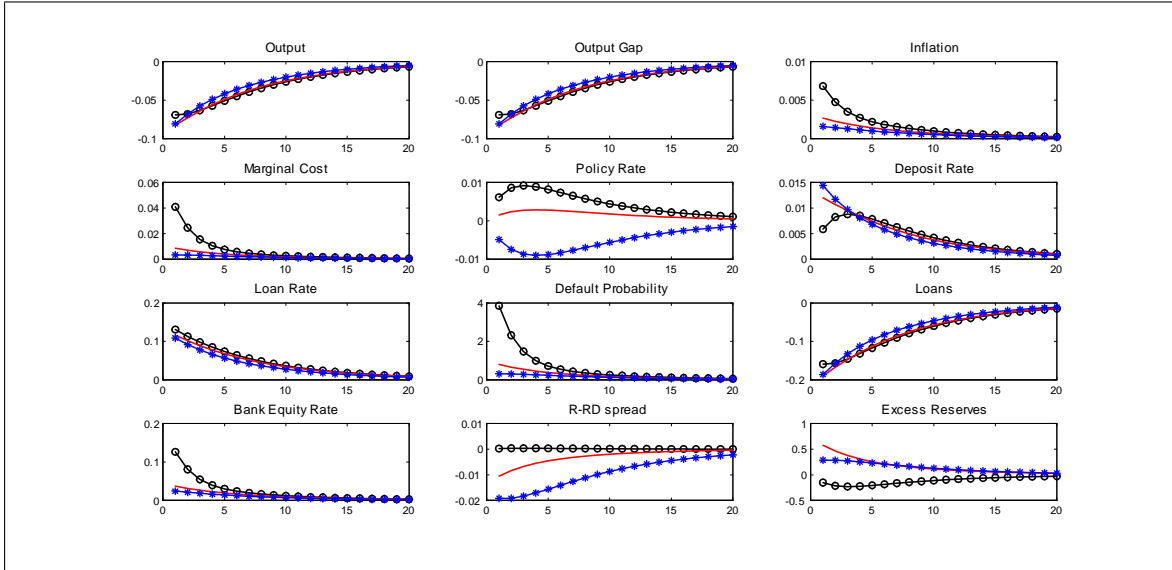 Output
0
-0.05
-0.1
0 5 10 15 20
Output Gap
0
-0.05
-0.1
0 5 10 15 20
Inflation
0.01
0.005
0
0 5 10 15 20
Marginal Cost
0.06
0.04
0.02
0
0 5 10 15 20
Policy Rate
0.01
0
-0.01
0 5 10 15 20
Deposit Rate
0.015
0.01
0.005
0
0 5 10 15 20
Loan Rate
0.2
0.1
0
0 5 10 15 20
Default Probability
4
2
0
0 5 10 15 20
Loans
0
-0.1
-0.2
0 5 10 15 20
Bank Equity Rate
0.2
0.1
0
0 5 10 15 20
R-RD spread
0.01
0.00
-0.01
-0.02
0 5 10 15 20
Excess Reserves
1
0.5
0
-0.5
0 5 10 15 20